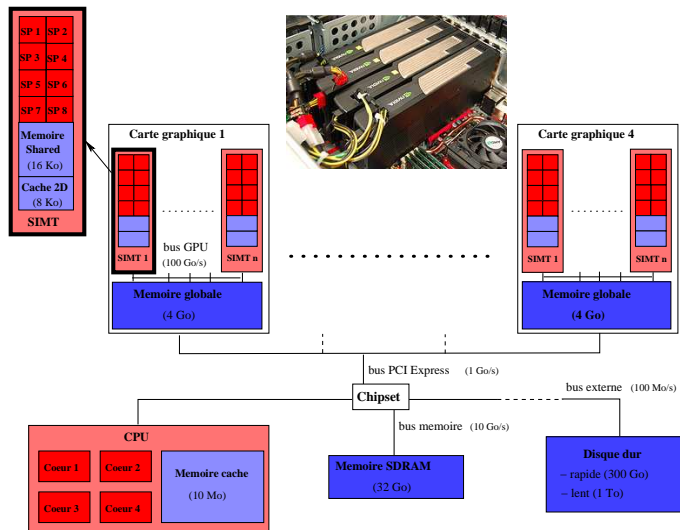 SP 1 SP 2
SP 3 SP 4
SP 5 SP 6
SP 7 SP 8
Memoire
Shared
(16 Ko)
Cache 2D
(8 Ko)
SIMT
Carte graphique 1
SIMT 1
SIMT n
bus GPU
(100 Go/s)
Memoire globale
(4 Go)
Carte graphique 4
SIMT 1
SIMT n
Memoire globale
(4 Go)
bus PCI Express (1 Go/s)
Chipset
bus externe (100 Mo/s)
bus memoire (10 Go/s)
CPU
Coeur 1
Coeur 2
Coeur 3
Coeur 4
Memoire cache
(10 Mo)
Memoire SDRAM
(32 Go)
Disque dur
– rapide (300 Go)
– lent (1 To)